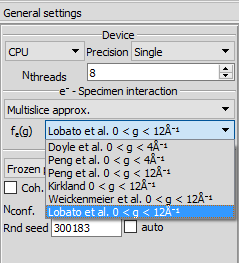 General settings
Device
CPU Precision Single
Nthreads 8
e⁻ - Specimen interaction
Multislice approx.
fₑ(g) Lobato et al. 0 < g < 12Å⁻¹
Doyle et al. 0 < g < 4Å⁻¹
Peng et al. 0 < g < 4Å⁻¹
Peng et al. 0 < g < 12Å⁻¹
Kirkland 0 < g < 12Å⁻¹
Weickenmeier et al. 0 < g < 12Å⁻¹
Lobato et al. 0 < g < 12Å⁻¹
Frozen
Coh.
Nconf.
Rnd seed 300183 auto